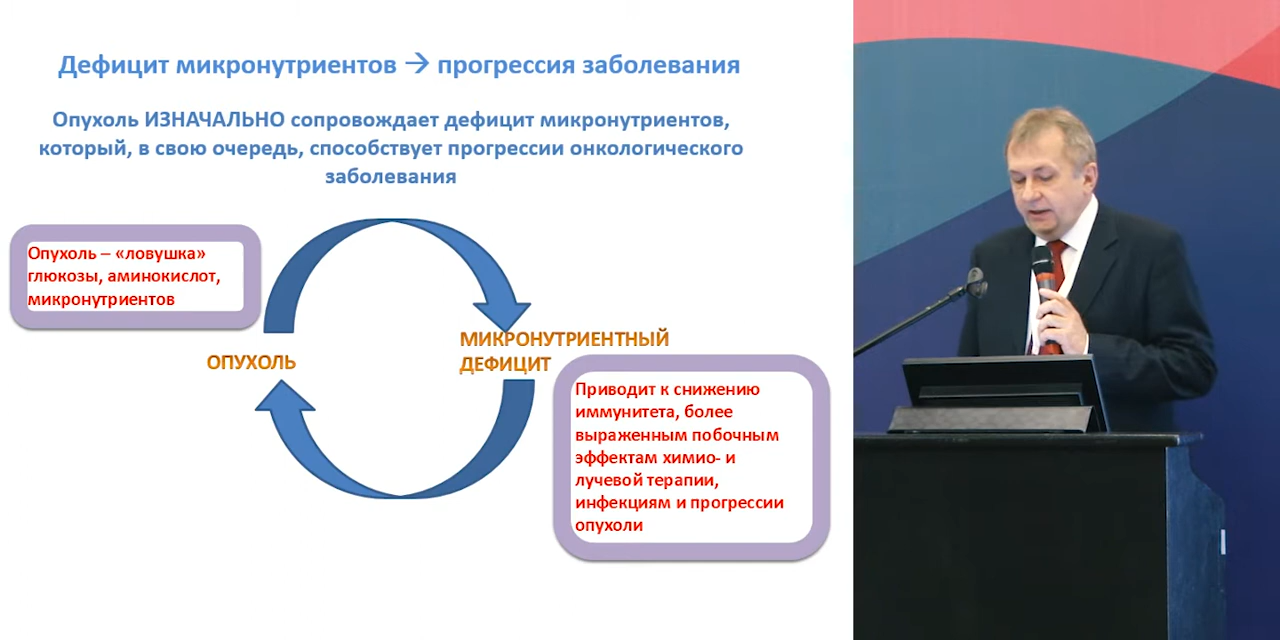 Дефицит микронутриентов → прогрессия заболевания
Опухоль ИЗНАЧАЛЬНО сопровождает дефицит микронутриентов,
который, в свою очередь, способствует прогрессии онкологического
заболевания
Опухоль – «ловушка»
глюкозы, аминокислот,
микронутриентов
ОПУХОЛЬ
МИКРОНУТРИЕНТНЫЙ
ДЕФИЦИТ
Приводит к снижению
иммунитета, более
выраженным побочным
эффектам химио- и
лучевой терапии,
инфекциям и прогрессии
опухоли